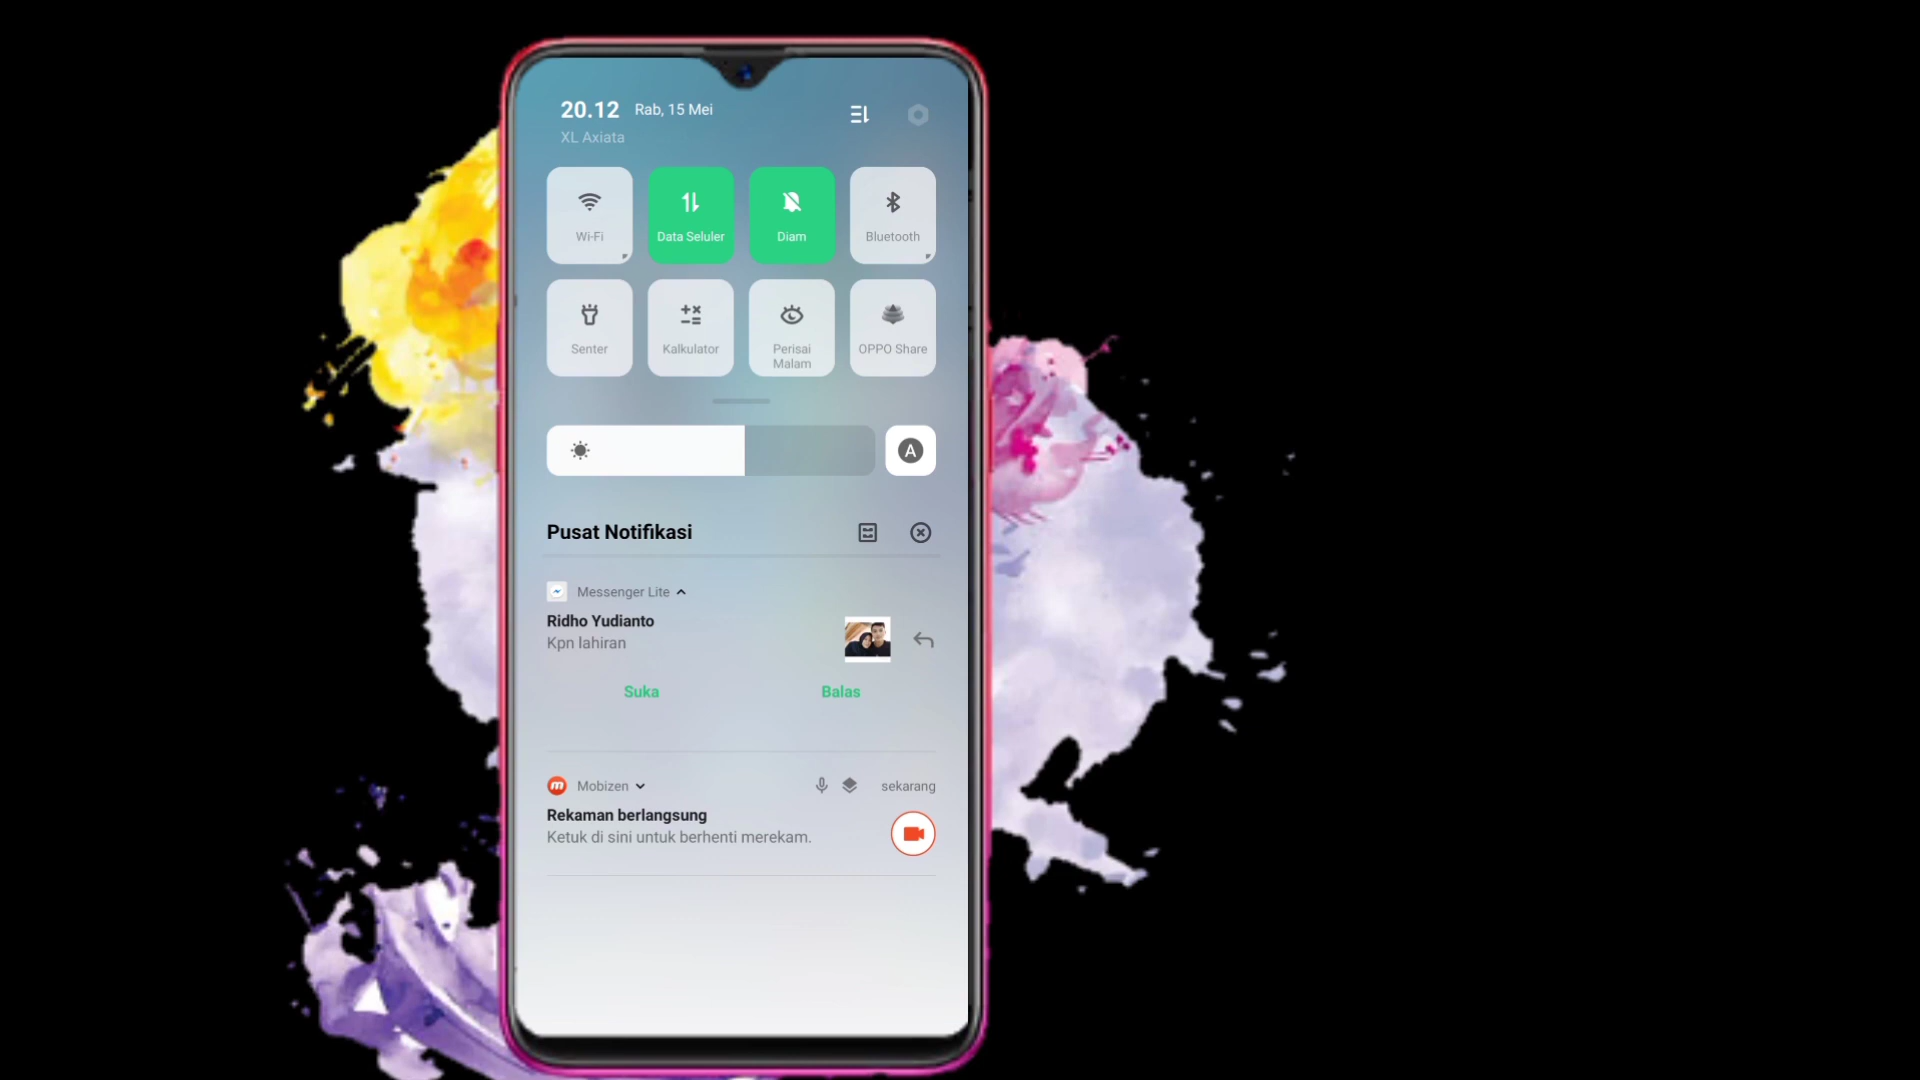 20.12 Rab, 15 Mei
XL Axiata
Wi-Fi Data Seluler Diam Bluetooth
Senter Kalkulator Perisai Malam OPPO Share
A
Pusat Notifikasi
Messenger Lite
Ridho Yudianto
Kpn lahiran
Suka Balas
m Mobizen sekarang
Rekaman berlangsung
Ketuk di sini untuk berhenti merekam.